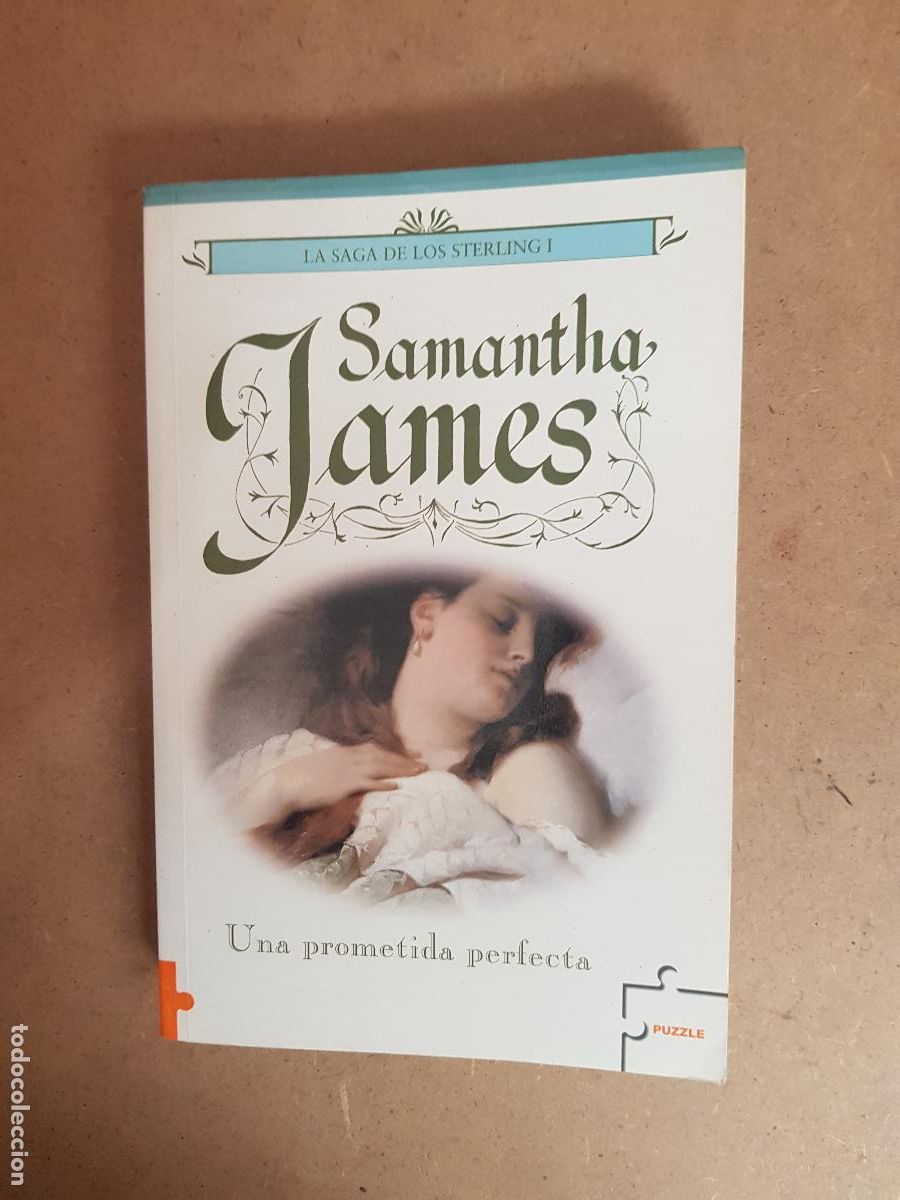 LA SAGA DE LOS STERLING I
Samantha
James
Una prometida perfecta
PUZZLE
todocoleccion